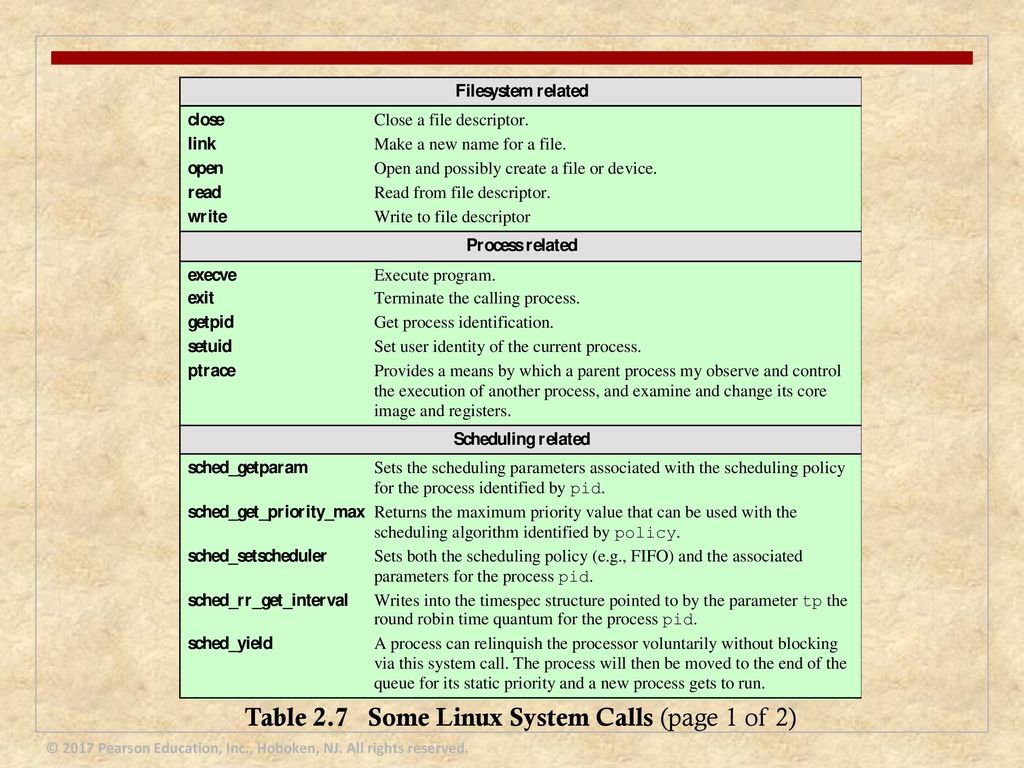 Filesystem related
close Close a file descriptor.
link Make a new name for a file.
open Open and possibly create a file or device.
read Read from file descriptor.
write Write to file descriptor
Process related
execve Execute program.
exit Terminate the calling process.
getpid Get process identification.
setuid Set user identity of the current process.
ptrace Provides a means by which a parent process my observe and control
the execution of another process, and examine and change its core
image and registers.
Scheduling related
sched_getparam Sets the scheduling parameters associated with the scheduling policy
for the process identified by pid.
sched_get_priority_max Returns the maximum priority value that can be used with the
scheduling algorithm identified by policy.
sched_setscheduler Sets both the scheduling policy (e.g., FIFO) and the associated
parameters for the process pid.
sched_rr_get_interval Writes into the timespec structure pointed to by the parameter tp the
round robin time quantum for the process pid.
sched_yield A process can relinquish the processor voluntarily without blocking
via this system call. The process will then be moved to the end of the
queue for its static priority and a new process gets to run.
Table 2.7 Some Linux System Calls (page 1 of 2)
© 2017 Pearson Education, Inc., Hoboken, NJ. All rights reserved.